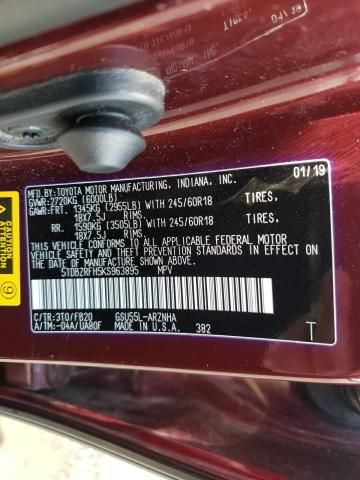 MFD.BY:TOYOTA MOTOR MANUFACTURING, INDIANA, INC. 01/19
GVWR:2720KG (6000LB)
GAWR:FRT. 1345KG (2955LB) WITH 245/60R18 TIRES,
18X7.5J RIMS.
RR. 1590KG (3505LB) WITH 245/60R18 TIRES,
18X7.5J RIMS.
THIS VEHICLE CONFORMS TO ALL APPLICABLE FEDERAL MOTOR
VEHICLE SAFETY AND THEFT PREVENTION STANDARDS IN EFFECT ON
THE DATE OF MANUFACTURE SHOWN ABOVE.
5TDBZRFH5KS963895 MPV
C/TR:3T0/FB20 GSU55L-ARZNHA
A/TM:-04A/UA80F MADE IN U.S.A. 382 T
CAUTION